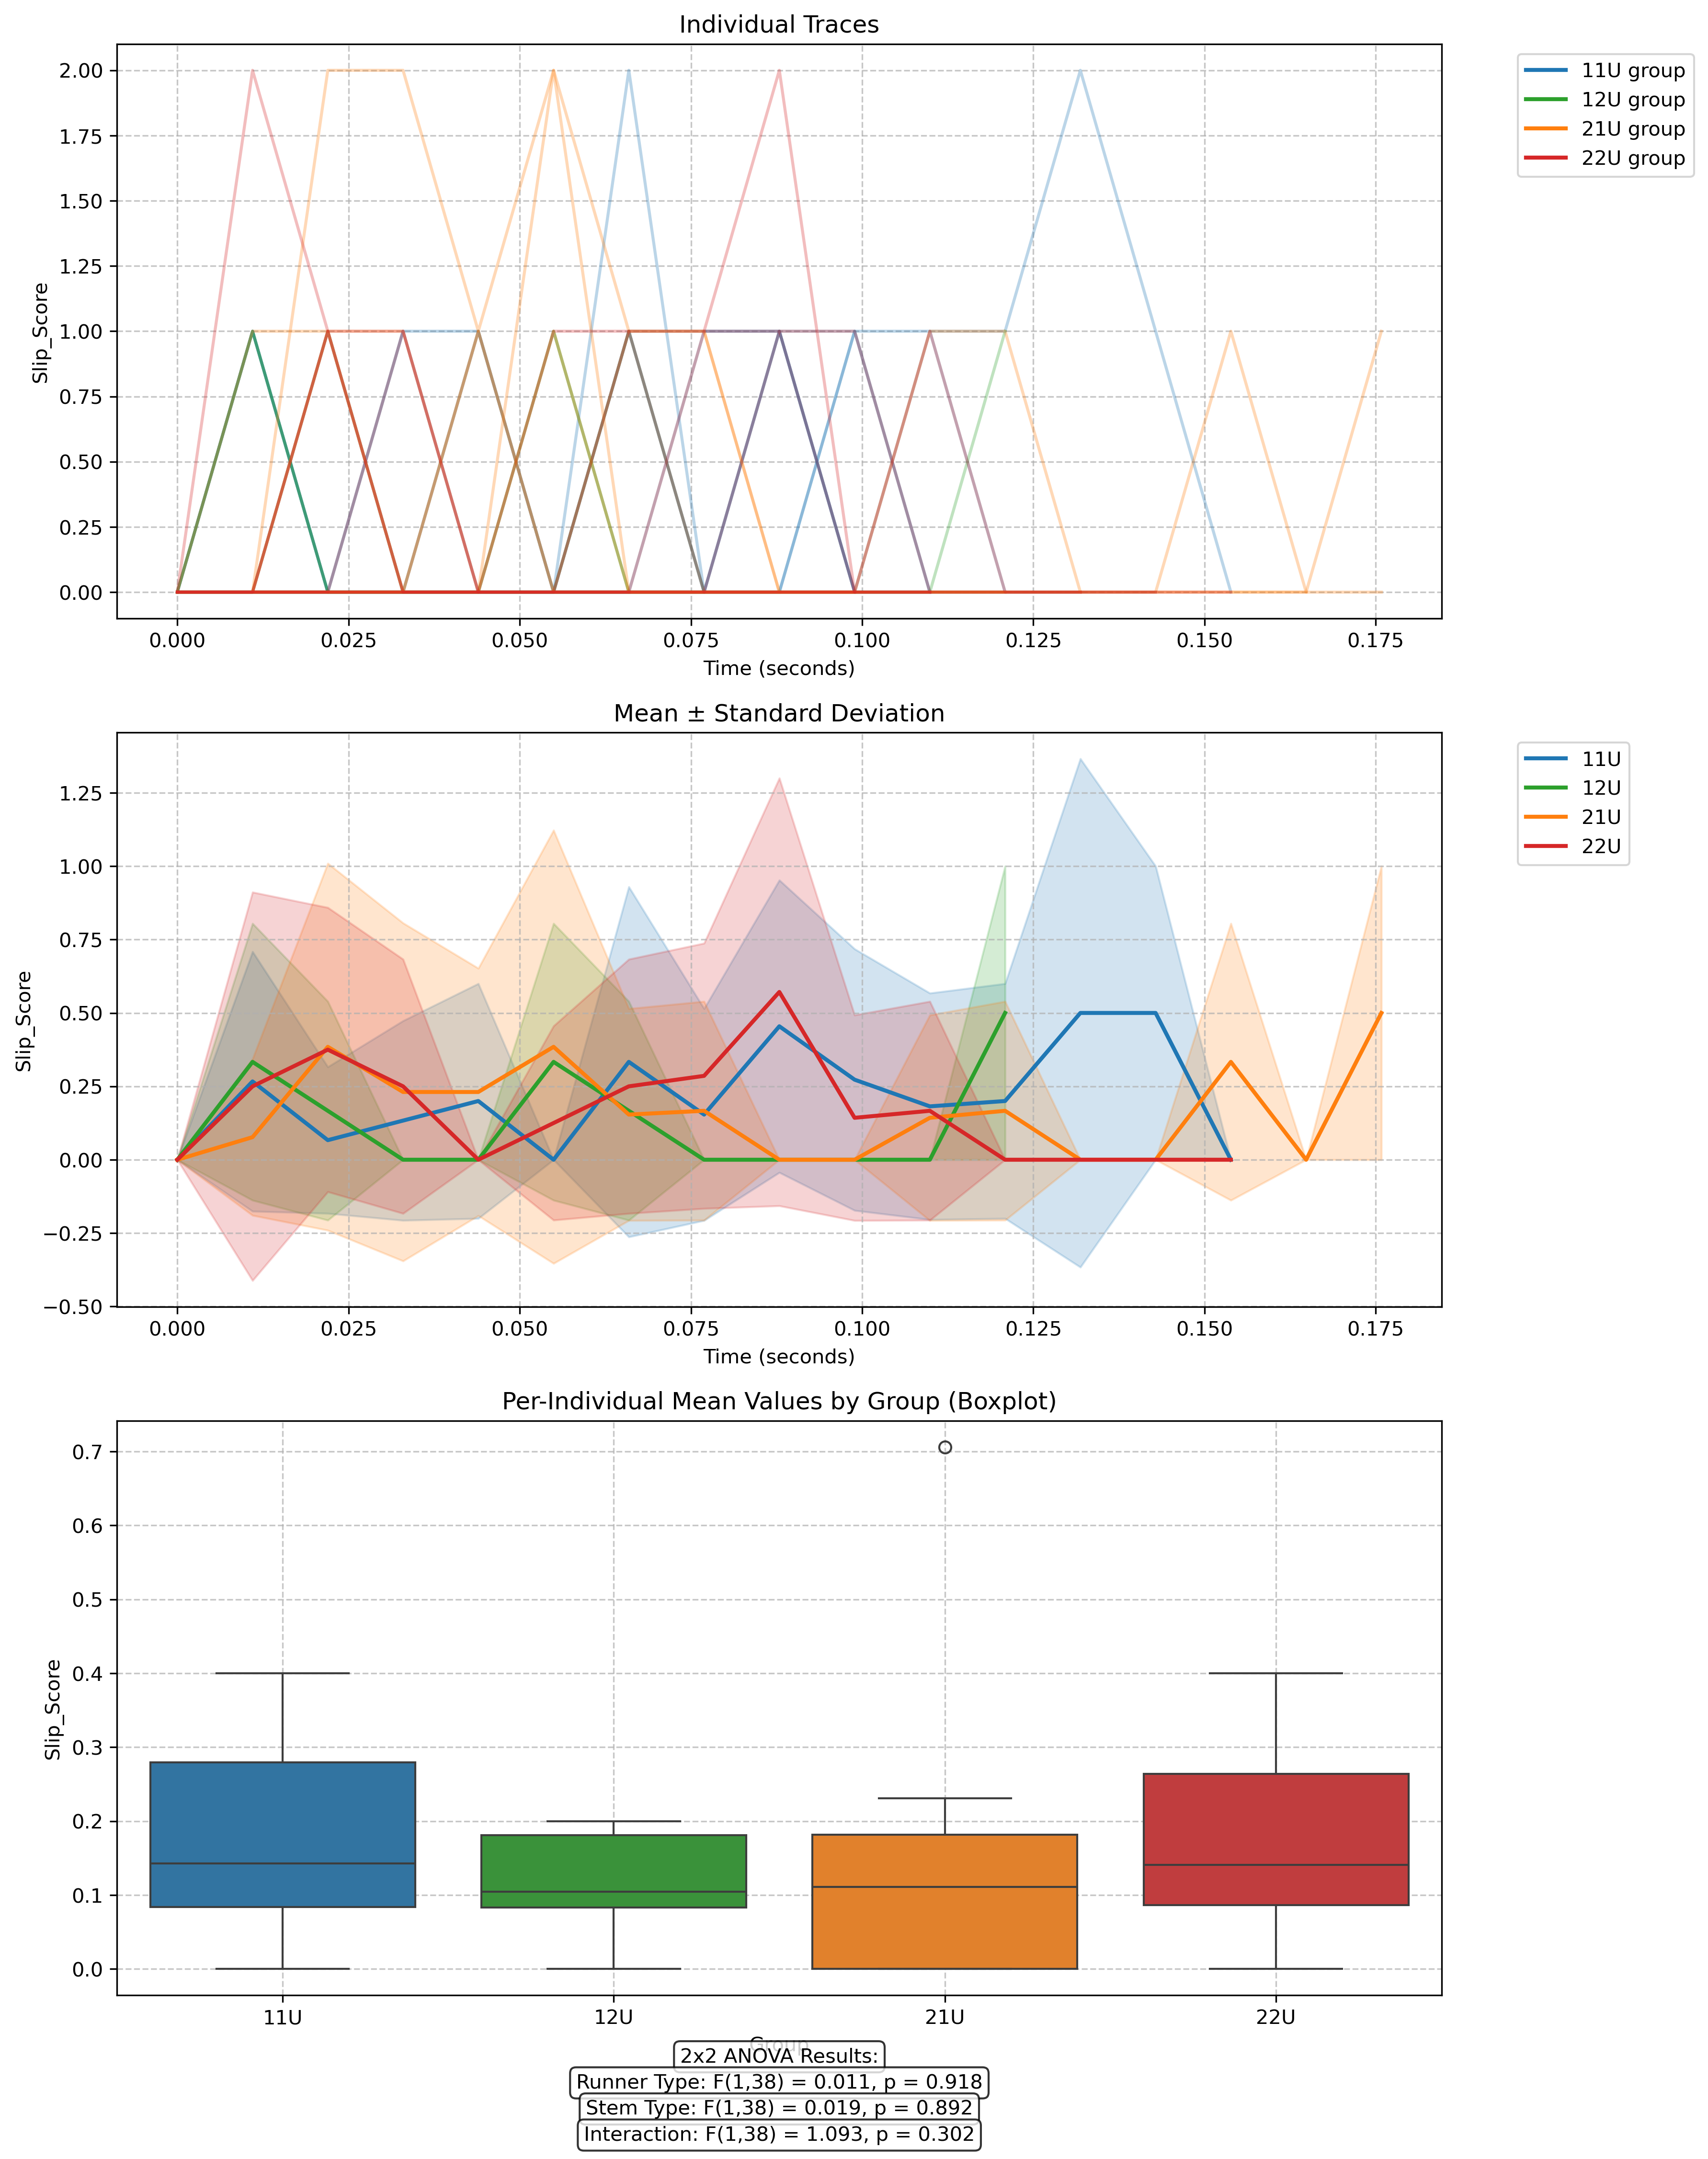 Individual Traces
2.00
1.75
1.50
1.25
1.00
0.75
0.50
0.25
0.00
Slip_Score
0.000 0.025 0.050 0.075 0.100 0.125 0.150 0.175
Time (seconds)
11U group
12U group
21U group
22U group
Mean ± Standard Deviation
1.25
1.00
0.75
0.50
0.25
0.00
−0.25
−0.50
Slip_Score
0.000 0.025 0.050 0.075 0.100 0.125 0.150 0.175
Time (seconds)
11U
12U
21U
22U
Per-Individual Mean Values by Group (Boxplot)
0.7
0.6
0.5
0.4
0.3
0.2
0.1
0.0
Slip_Score
11U 12U 21U 22U
Group
2x2 ANOVA Results:
Runner Type: F(1,38) = 0.011, p = 0.918
Stem Type: F(1,38) = 0.019, p = 0.892
Interaction: F(1,38) = 1.093, p = 0.302